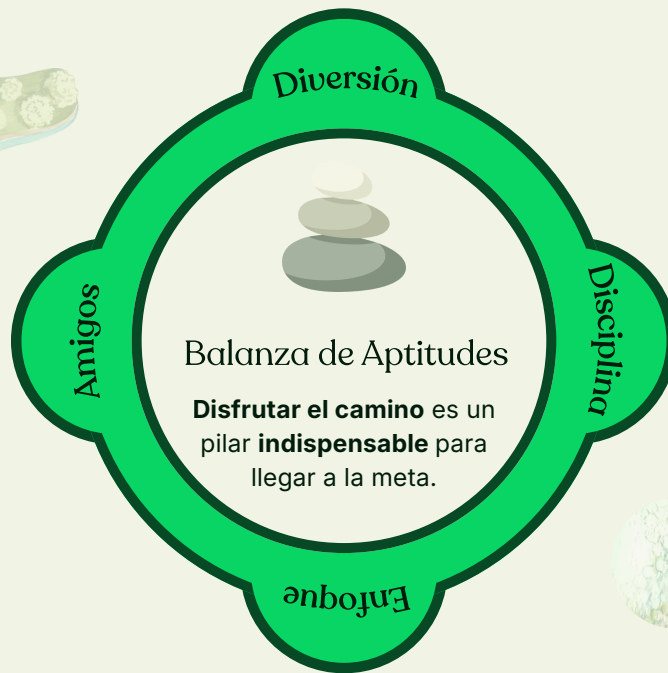 Diversión
Amigos
Disciplina
Balanza de Aptitudes
Disfrutar el camino es un
pilar indispensable para
llegar a la meta.
Enfoque